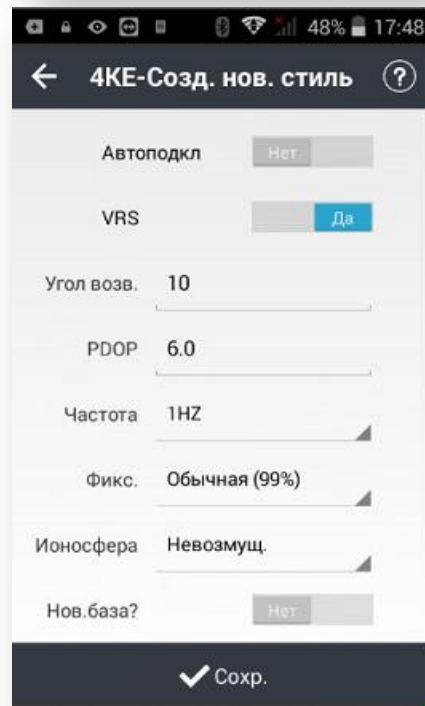 48% 17:48
4KE-Созд. нов. стиль ?
Автоподкл Нет
VRS Да
Угол возв. 10
PDOP 6.0
Частота 1HZ
Фикс. Обычная (99%)
Ионосфера Невозмущ.
Нов.база? Нет
Сохр.